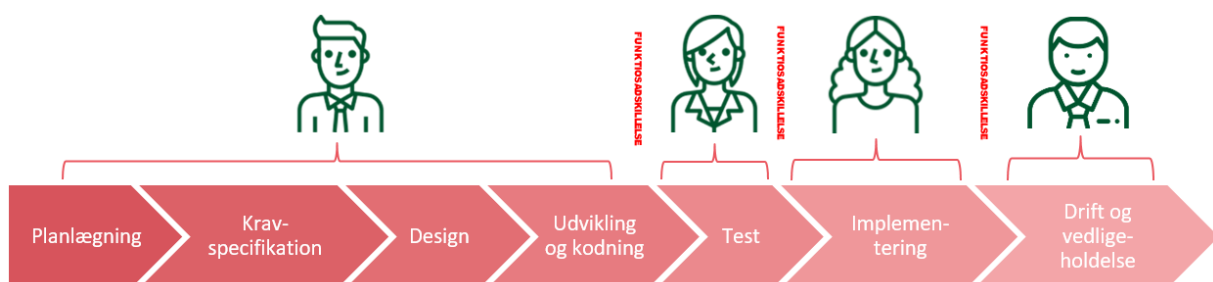 FUNKTIOSADSKILLELSE
FUNKTIOSADSKILLELSE
FUNKTIOSADSKILLELSE
Planlægning
Krav-
specifikation
Design
Udvikling
og kodning
Test
Implemen-
tering
Drift og
vedlige-
holdelse